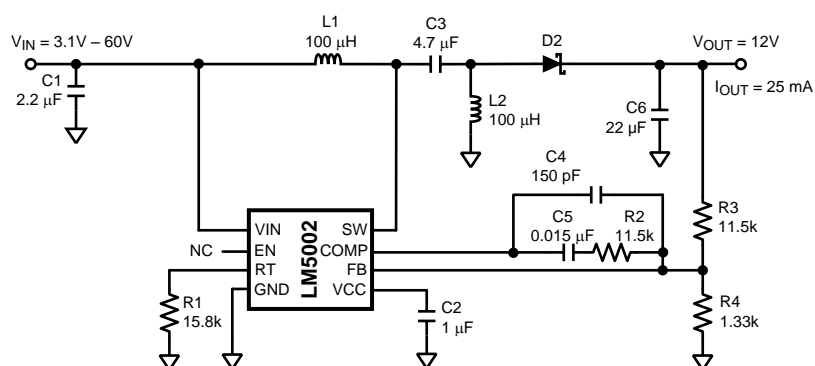 V_IN = 3.1V – 60V
L1
100 µH
C3
4.7 µF
D2
V_OUT = 12V
I_OUT = 25 mA
C1
2.2 µF
L2
100 µH
C6
22 µF
C4
150 pF
C5
0.015 µF
R2
11.5k
R3
11.5k
LM5002
VIN
EN
RT
GND
SW
COMP
FB
VCC
NC
R1
15.8k
C2
1 µF
R4
1.33k